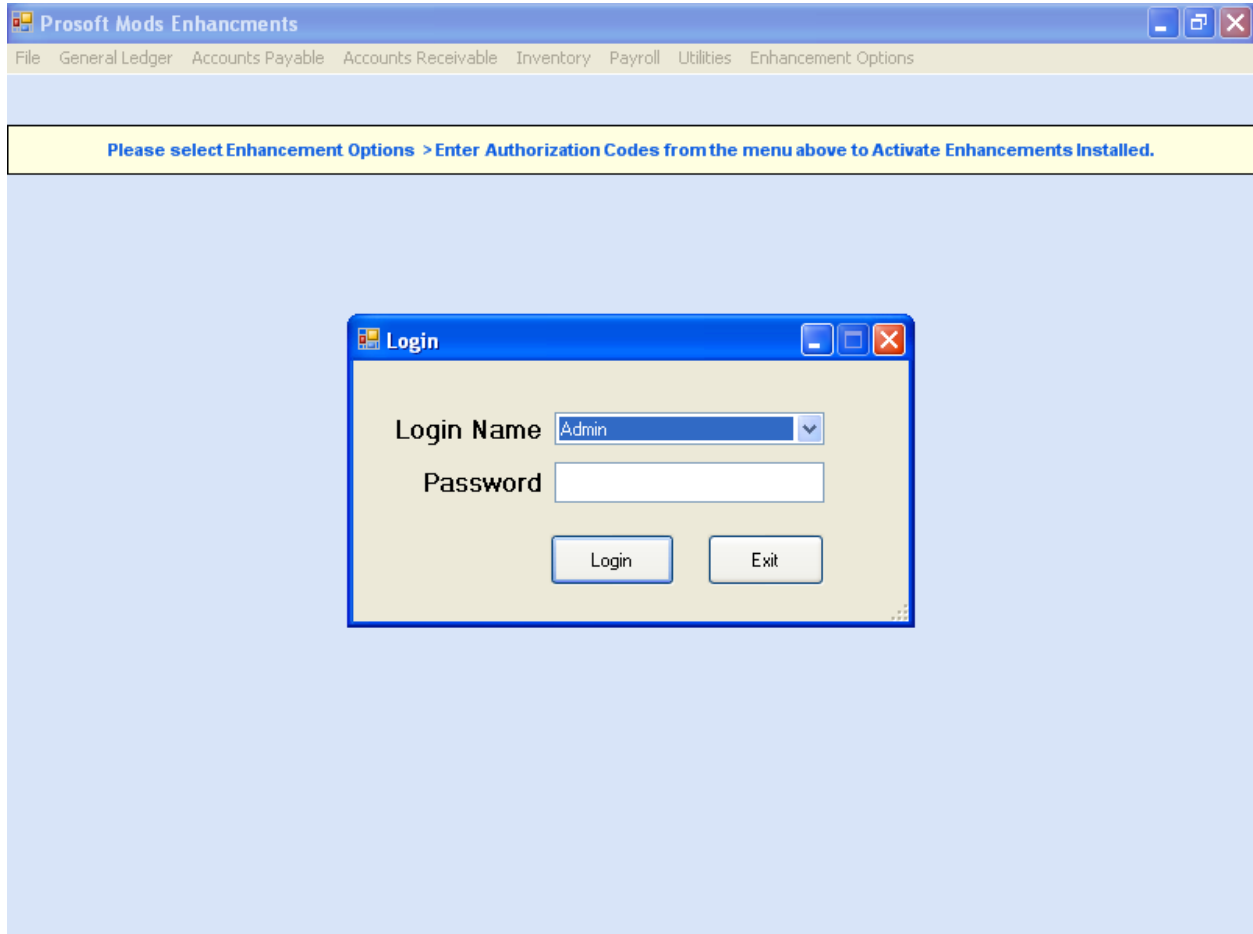 Prosoft Mods Enhancments
File General Ledger Accounts Payable Accounts Receivable Inventory Payroll Utilities Enhancement Options
Please select Enhancement Options > Enter Authorization Codes from the menu above to Activate Enhancements Installed.
Login
Login Name Admin
Password
Login Exit